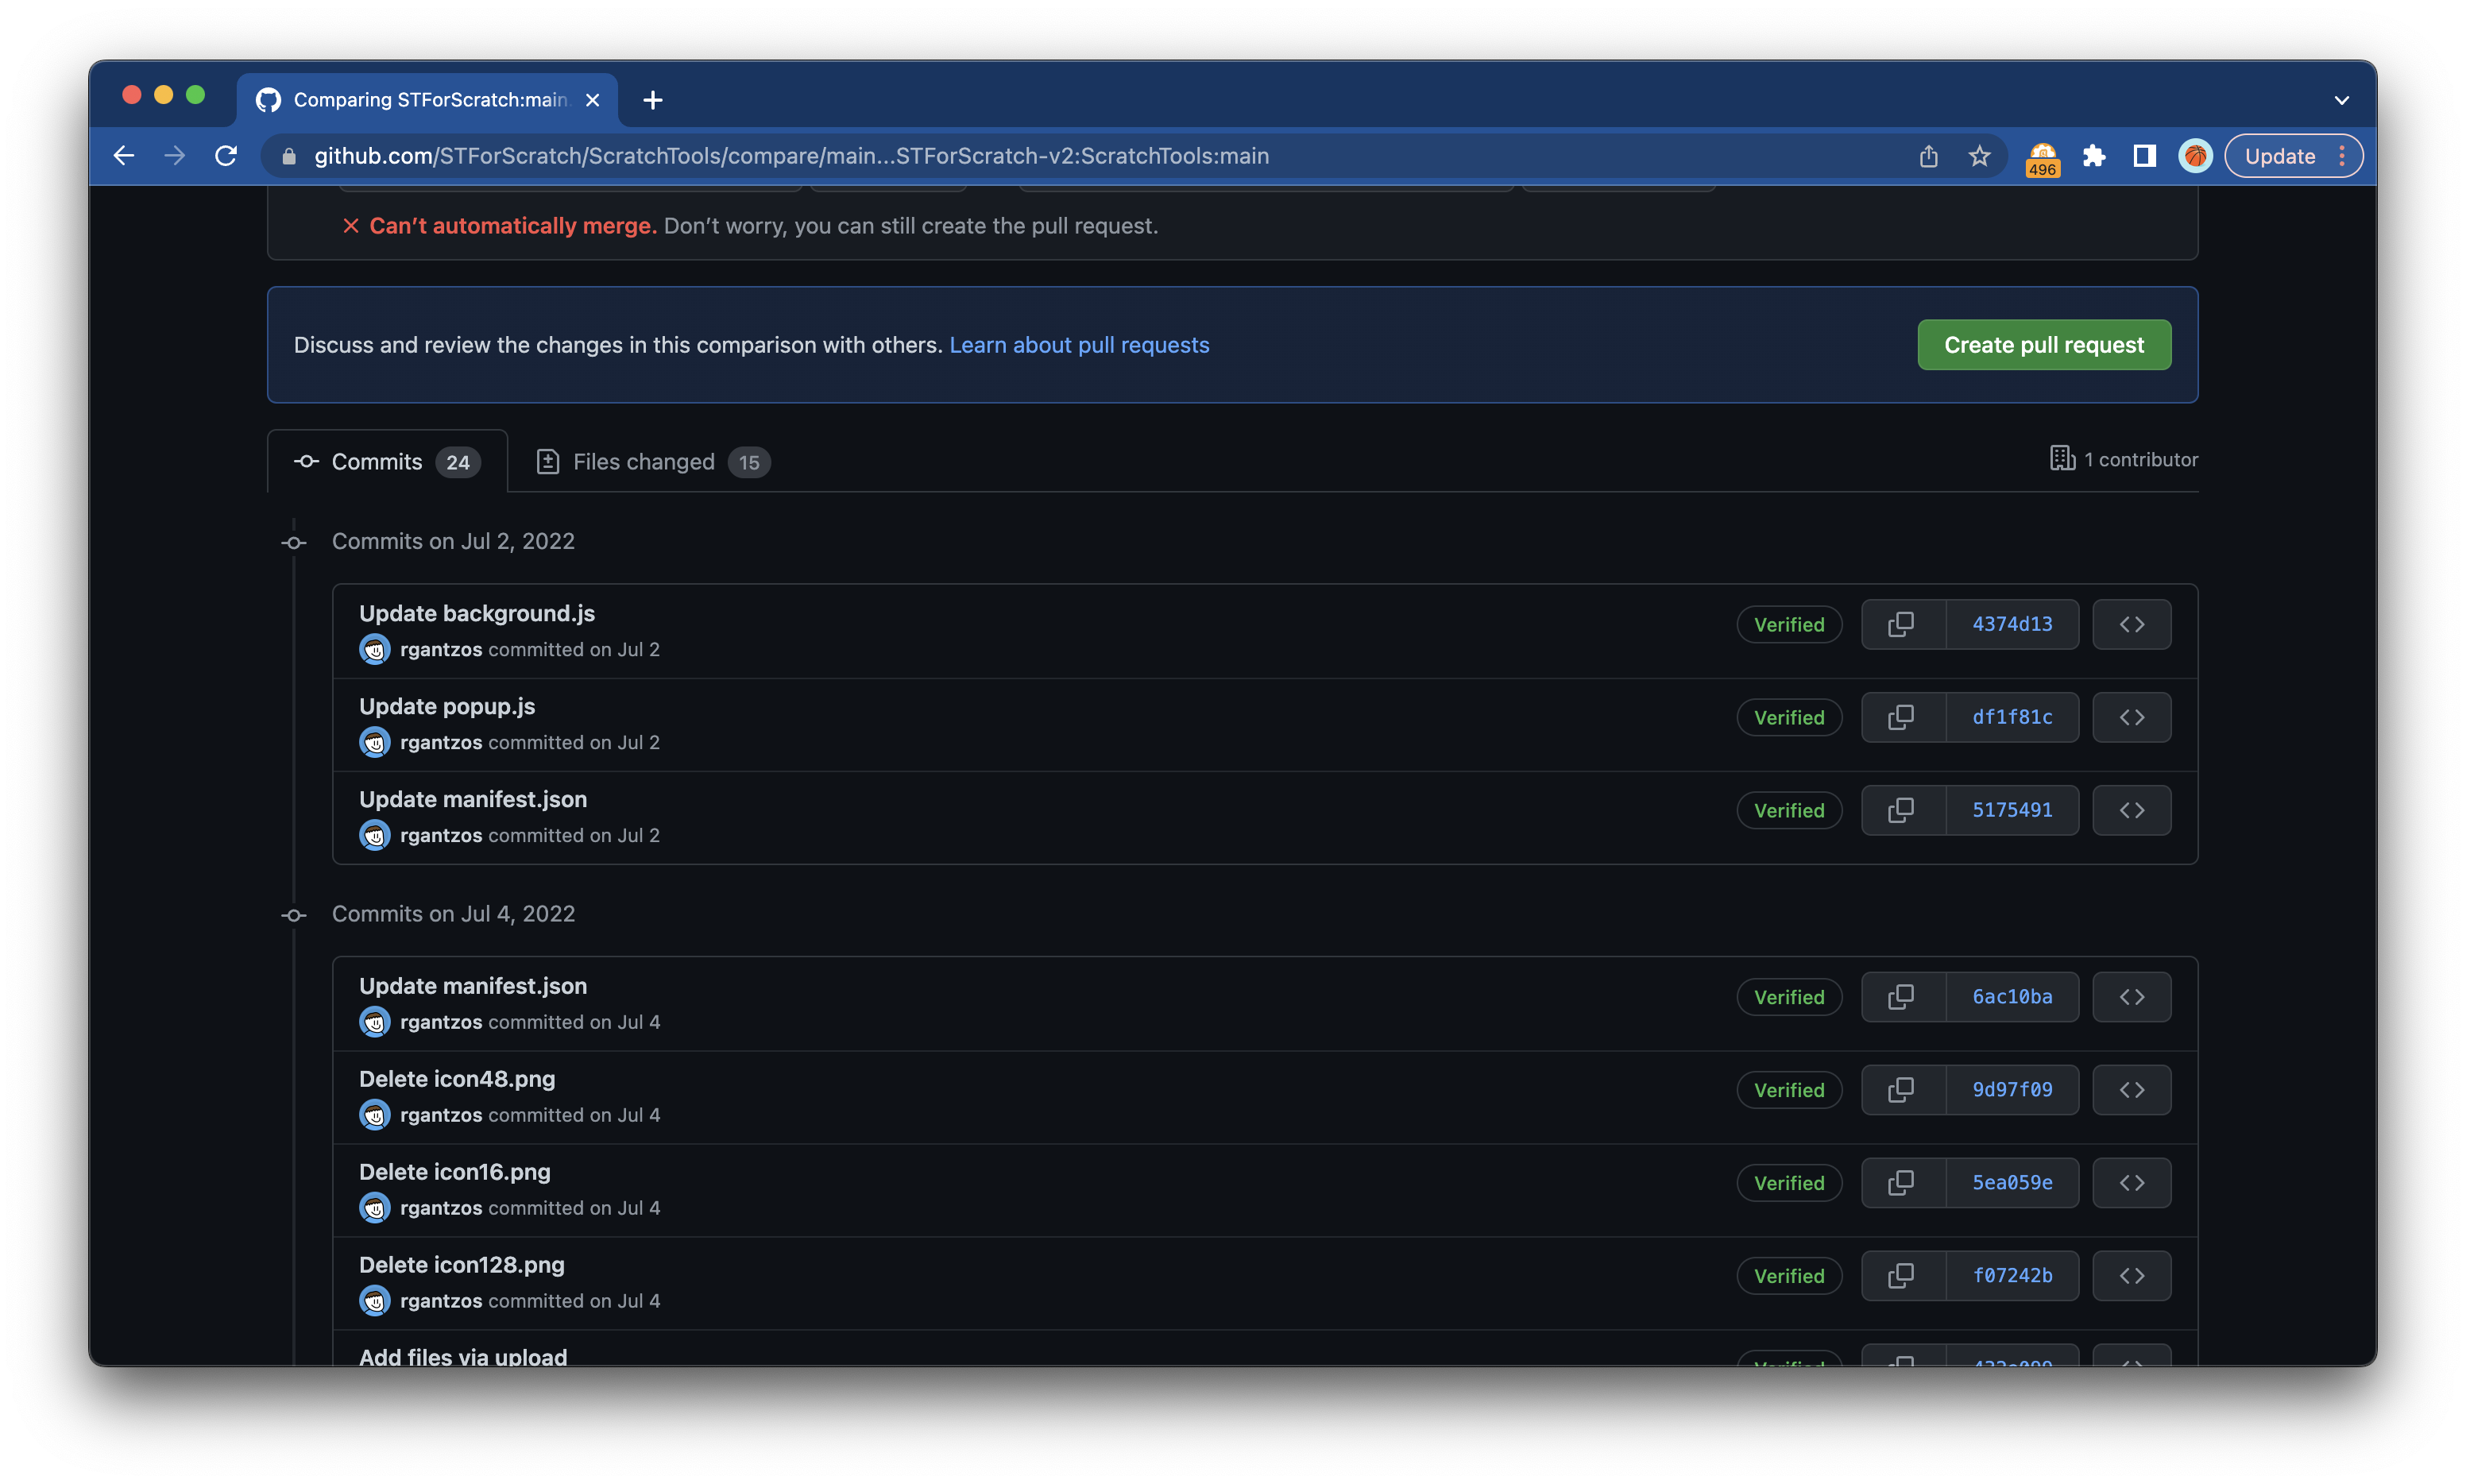 Comparing STForScratch:main
github.com/STForScratch/ScratchTools/compare/main...STForScratch-v2:ScratchTools:main
496
Update
Can't automatically merge. Don't worry, you can still create the pull request.
Discuss and review the changes in this comparison with others. Learn about pull requests
Create pull request
Commits 24
Files changed 15
1 contributor
Commits on Jul 2, 2022
Update background.js
rgantzos committed on Jul 2
Verified
4374d13
Update popup.js
rgantzos committed on Jul 2
Verified
df1f81c
Update manifest.json
rgantzos committed on Jul 2
Verified
5175491
Commits on Jul 4, 2022
Update manifest.json
rgantzos committed on Jul 4
Verified
6ac10ba
Delete icon48.png
rgantzos committed on Jul 4
Verified
9d97f09
Delete icon16.png
rgantzos committed on Jul 4
Verified
5ea059e
Delete icon128.png
rgantzos committed on Jul 4
Verified
f07242b
Add files via upload
Verified